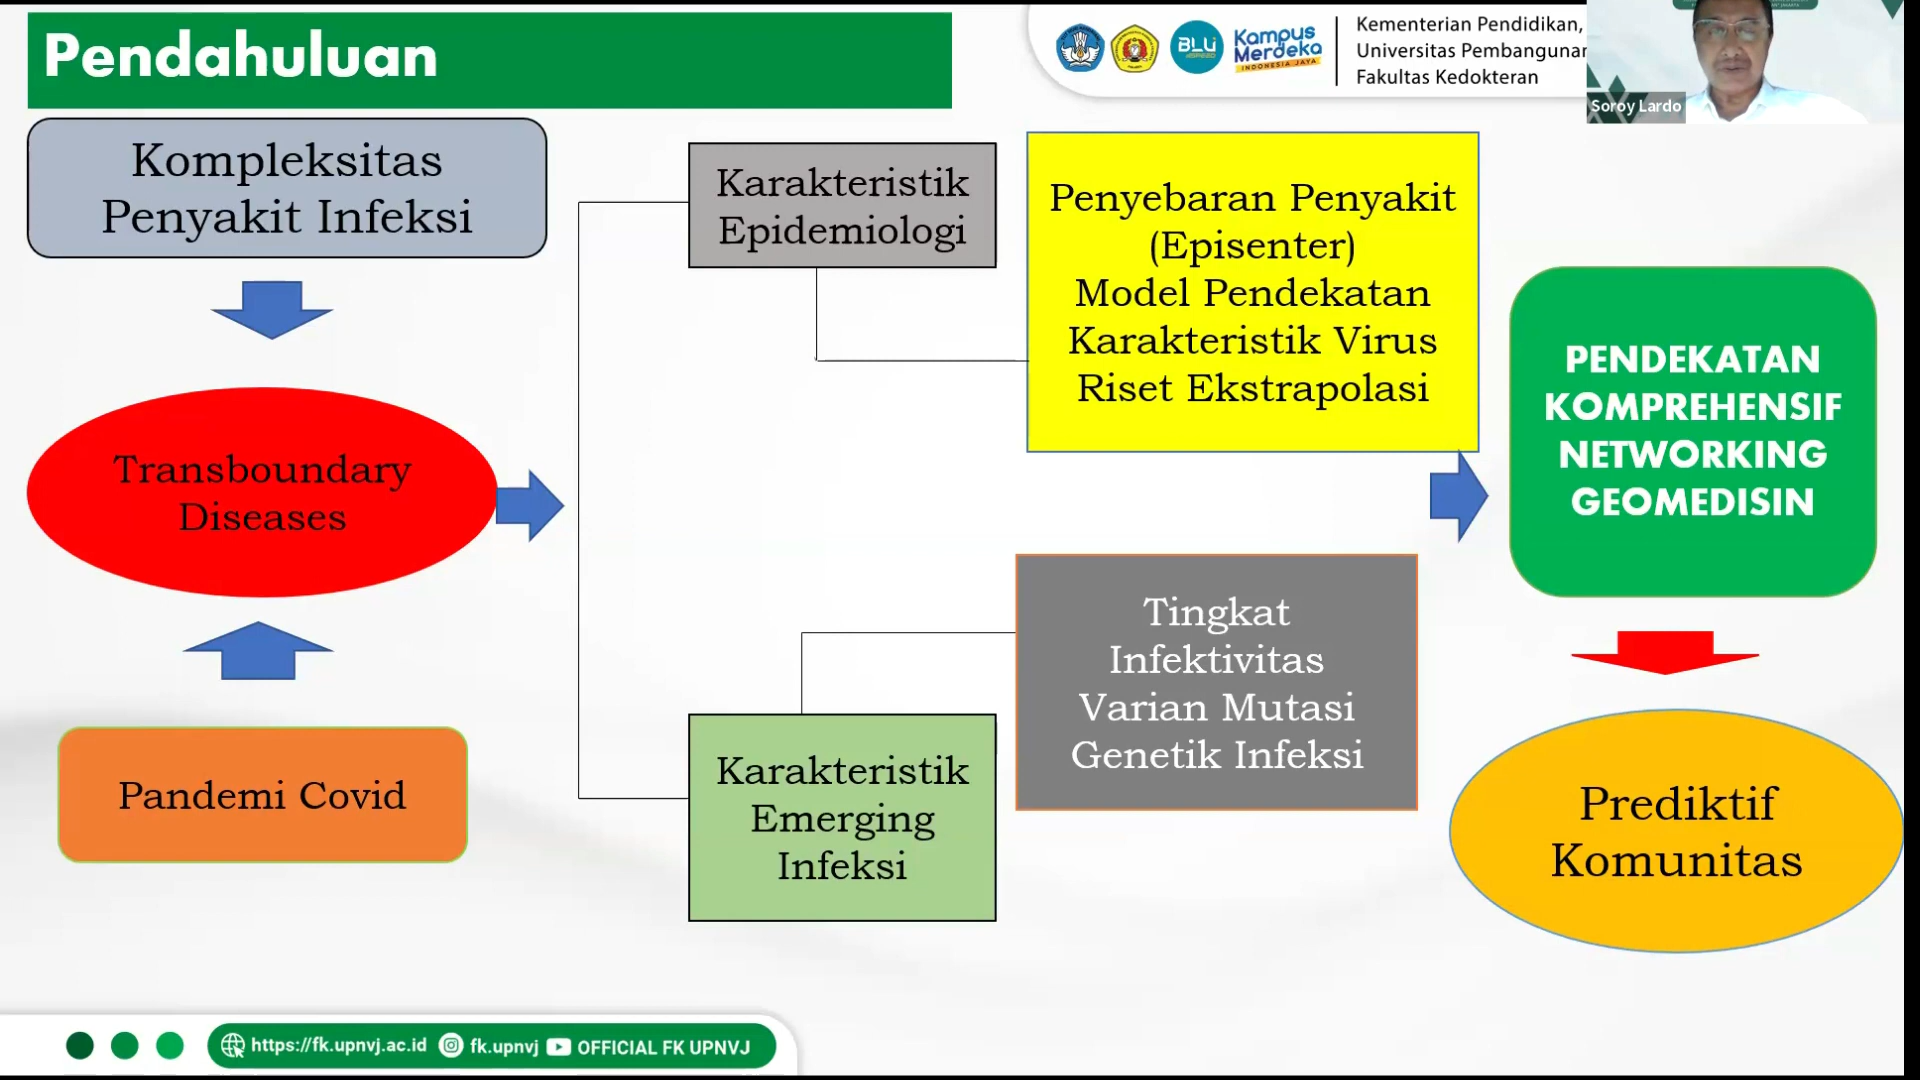 Pendahuluan
BLU
Kampus
Merdeka
INDONESIA JAYA
Kementerian Pendidikan,
Universitas Pembangunan
Fakultas Kedokteran
Soroy Lardo
Kompleksitas
Penyakit Infeksi
Transboundary
Diseases
Pandemi Covid
Karakteristik
Epidemiologi
Penyebaran Penyakit
(Episenter)
Model Pendekatan
Karakteristik Virus
Riset Ekstrapolasi
Karakteristik
Emerging
Infeksi
Tingkat
Infektivitas
Varian Mutasi
Genetik Infeksi
PENDEKATAN
KOMPREHENSIF
NETWORKING
GEOMEDISIN
Prediktif
Komunitas
https://fk.upnvj.ac.id fk.upnvj OFFICIAL FK UPNVJ